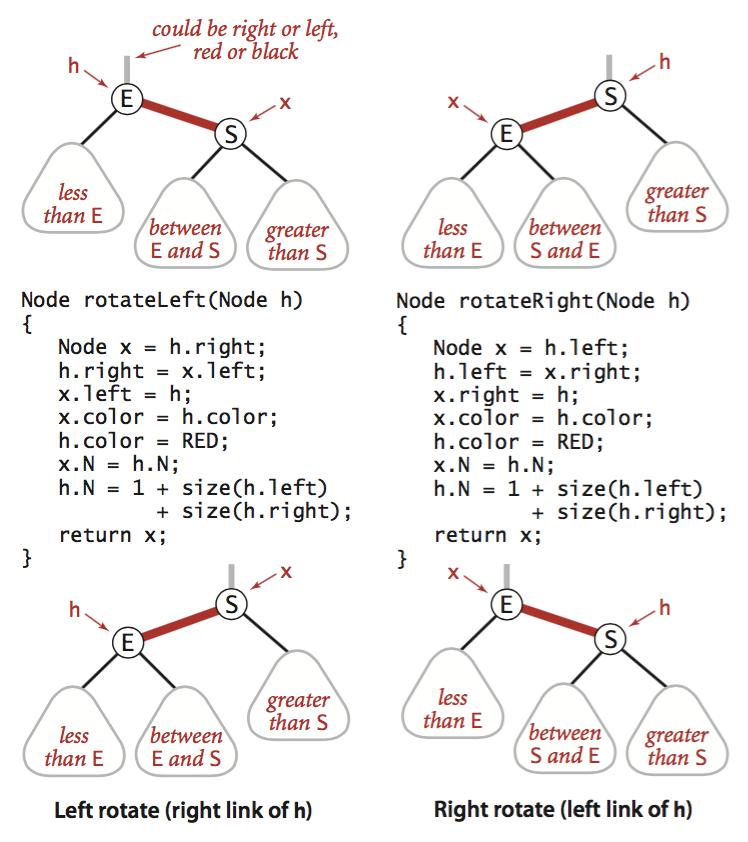 could be right or left,
red or black
h
E
x
S
less
than E
between
E and S
greater
than S
Node rotateLeft(Node h)
{
   Node x = h.right;
   h.right = x.left;
   x.left = h;
   x.color = h.color;
   h.color = RED;
   x.N = h.N;
   h.N = 1 + size(h.left)
           + size(h.right);
   return x;
}
x
h
S
E
less
than E
between
E and S
greater
than S
Left rotate (right link of h)
h
S
x
E
less
than E
between
S and E
greater
than S
Node rotateRight(Node h)
{
   Node x = h.left;
   h.left = x.right;
   x.right = h;
   x.color = h.color;
   h.color = RED;
   x.N = h.N;
   h.N = 1 + size(h.left)
           + size(h.right);
   return x;
}
x
E
h
S
less
than E
between
S and E
greater
than S
Right rotate (left link of h)